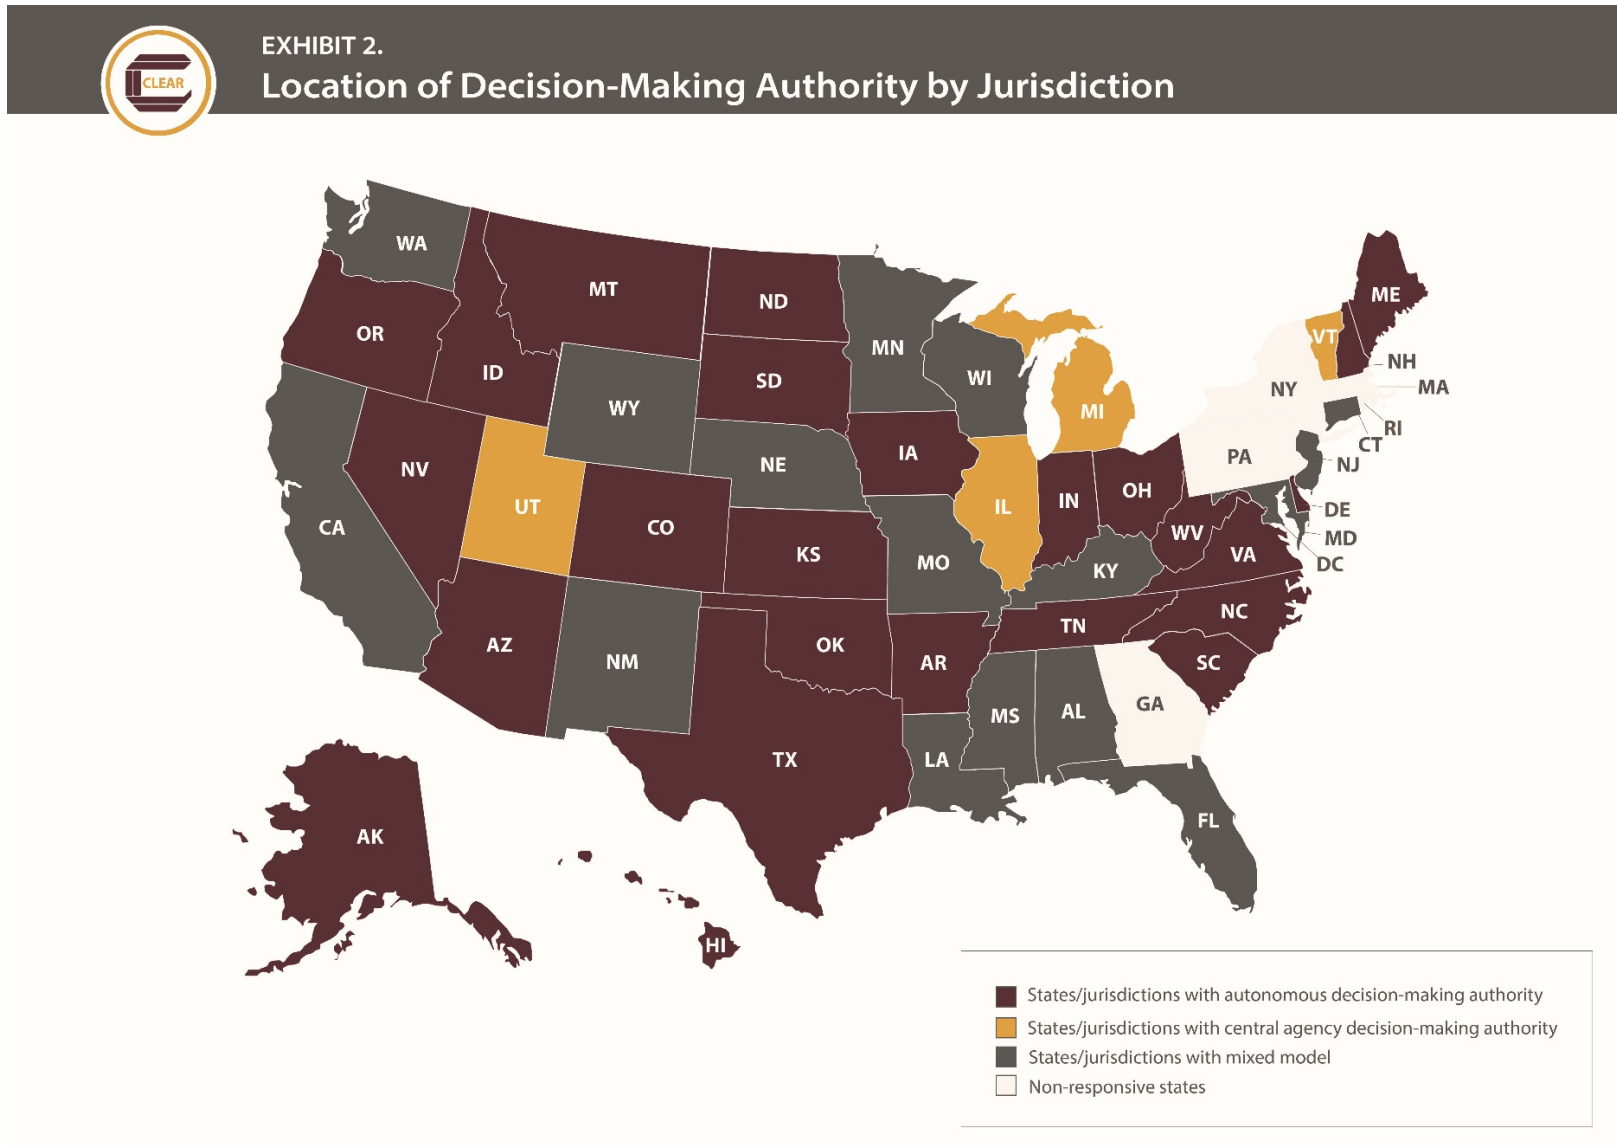 EXHIBIT 2.
CLEAR
Location of Decision-Making Authority by Jurisdiction
WA
MT
ND
ME
OR
MN
VT
NH
ID
SD
WI
NY
MA
WY
MI
RI
CT
NV
NE
IA
PA
NJ
UT
CO
IL
IN
OH
DE
CA
KS
MO
WV
VA
MD
DC
KY
AZ
NM
OK
AR
TN
NC
SC
TX
MS
AL
GA
LA
FL
AK
HI
States/jurisdictions with autonomous decision-making authority
States/jurisdictions with central agency decision-making authority
States/jurisdictions with mixed model
Non-responsive states